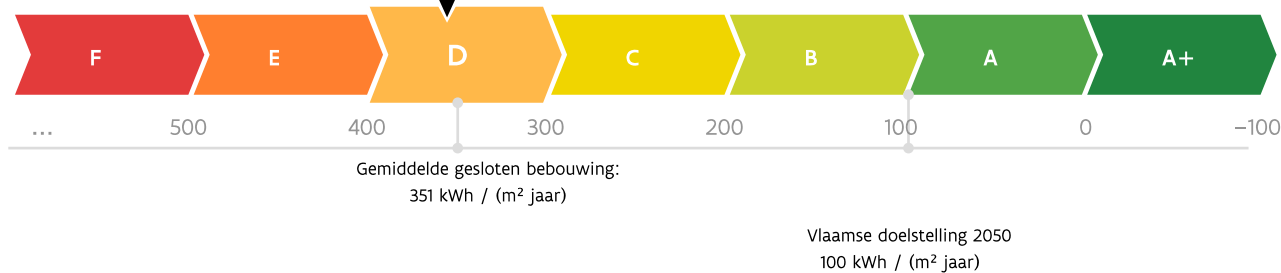 F E D C B A A+
... 500 400 300 200 100 0 −100
Gemiddelde gesloten bebouwing:
351 kWh / (m² jaar)
Vlaamse doelstelling 2050
100 kWh / (m² jaar)